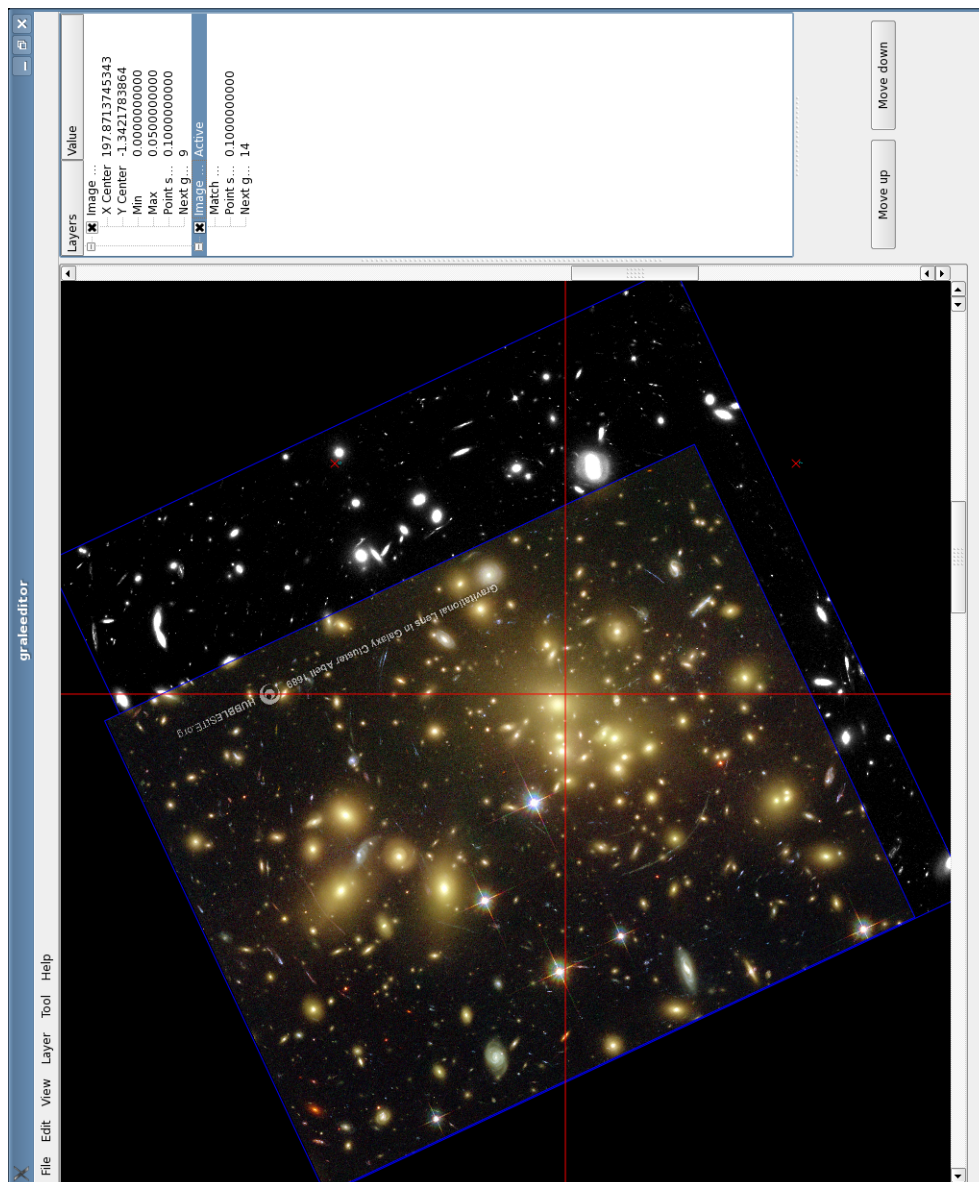 graleeditor
File Edit View Layer Tool Help
Layers Value
Image ...
X Center 197.8713745343
Y Center -1.3421783864
Min 0.0000000000
Max 0.0500000000
Point s... 0.1000000000
Next g... 9
Image ... Active
Match ...
Point s... 0.1000000000
Next g... 14
Move up Move down
Gravitational Lens in Galaxy Cluster Abell 1689
HUBBLESITE.org